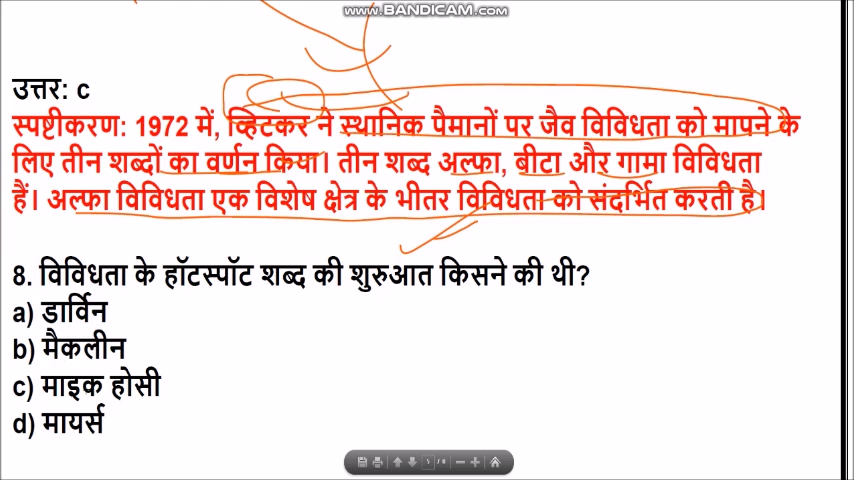 www.BANDICAM.com
उत्तर: c
स्पष्टीकरण: 1972 में, व्हिटकर ने स्थानिक पैमानों पर जैव विविधता को मापने के
लिए तीन शब्दों का वर्णन किया। तीन शब्द अल्फा, बीटा और गामा विविधता
हैं। अल्फा विविधता एक विशेष क्षेत्र के भीतर विविधता को संदर्भित करती है।
8. विविधता के हॉटस्पॉट शब्द की शुरुआत किसने की थी?
a) डार्विन
b) मैकलीन
c) माइक होसी
d) मायर्स